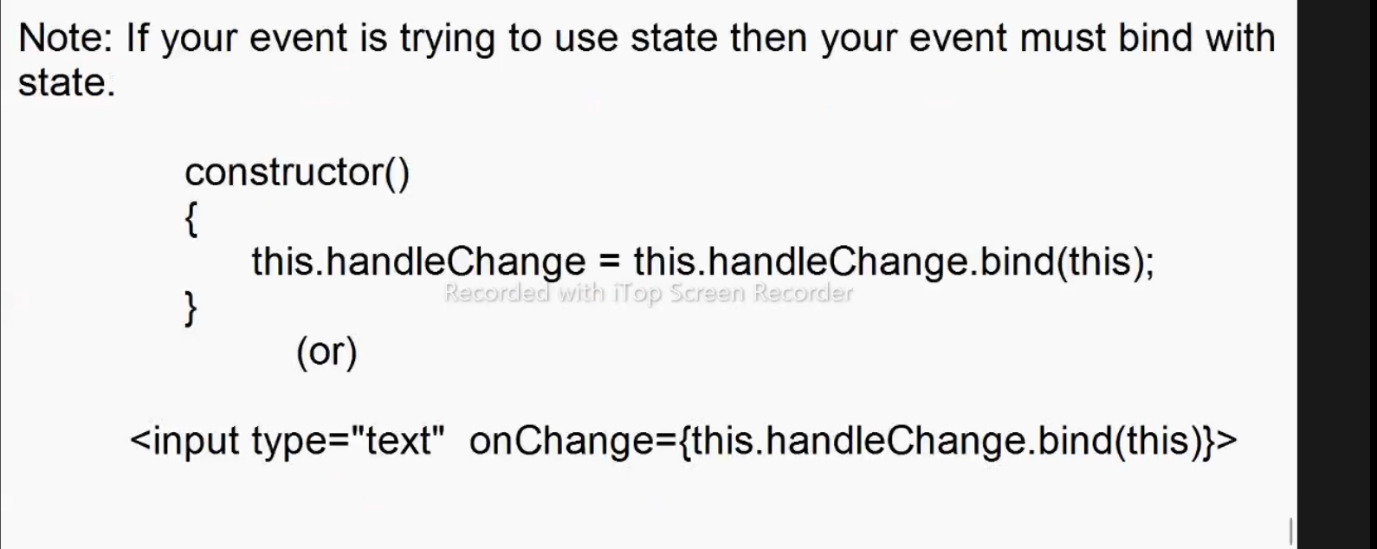 Note: If your event is trying to use state then your event must bind with
state.
constructor()
{
this.handleChange = this.handleChange.bind(this);
Recorded with iTop Screen Recorder
}
(or)
<input type="text" onChange={this.handleChange.bind(this)}>